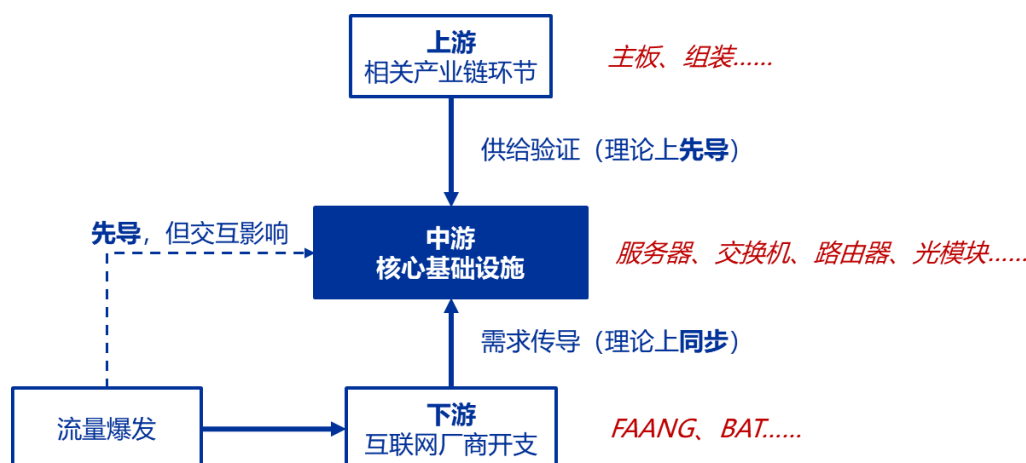 上游
相关产业链环节
主板、组装......
供给验证（理论上先导）
先导，但交互影响
中游
核心基础设施
服务器、交换机、路由器、光模块......
需求传导（理论上同步）
流量爆发
下游
互联网厂商开支
FAANG、BAT......